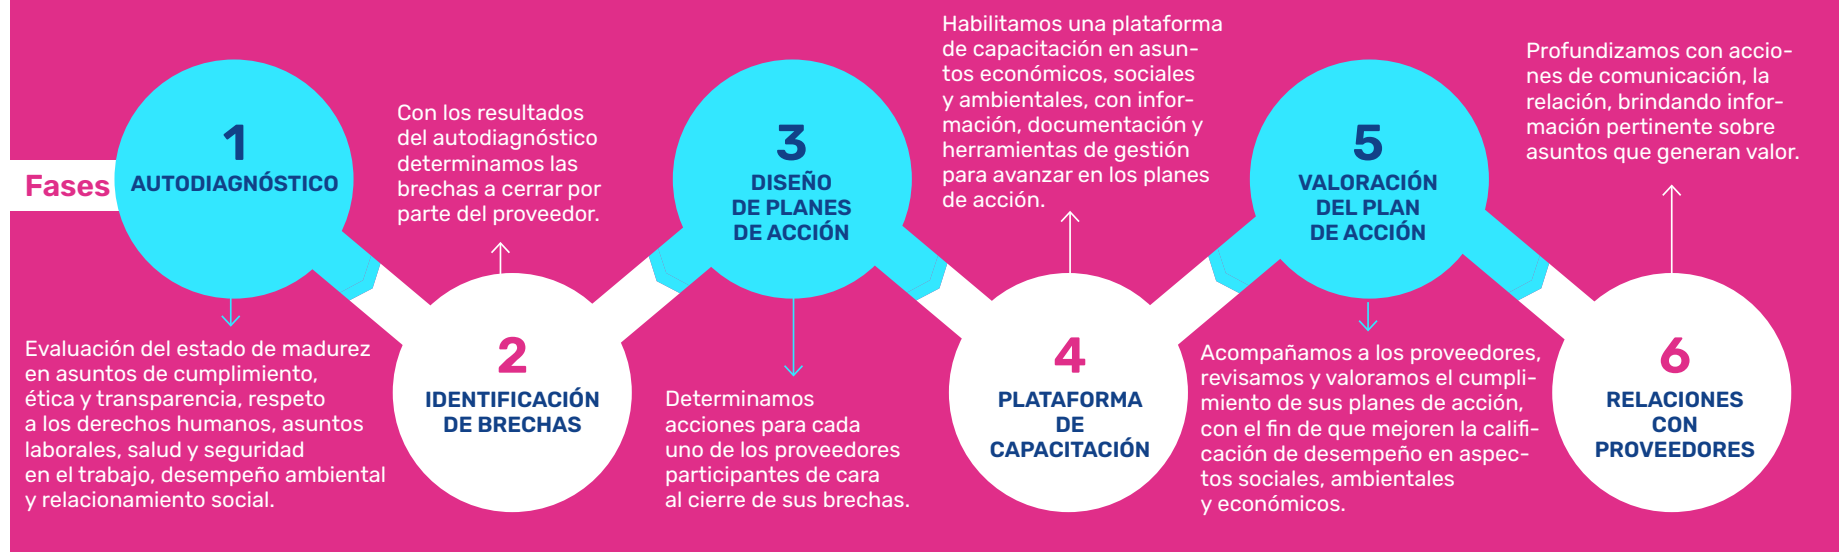 Fases
1
AUTODIAGNÓSTICO
Evaluación del estado de madurez
en asuntos de cumplimiento,
ética y transparencia, respeto
a los derechos humanos, asuntos
laborales, salud y seguridad
en el trabajo, desempeño ambiental
y relacionamiento social.
Con los resultados
del autodiagnóstico
determinamos las
brechas a cerrar por
parte del proveedor.
2
IDENTIFICACIÓN
DE BRECHAS
3
DISEÑO
DE PLANES
DE ACCIÓN
Determinamos
acciones para cada
uno de los proveedores
participantes de cara
al cierre de sus brechas.
Habilitamos una plataforma
de capacitación en asun-
tos económicos, sociales
y ambientales, con infor-
mación, documentación y
herramientas de gestión
para avanzar en los planes
de acción.
4
PLATAFORMA
DE
CAPACITACIÓN
5
VALORACIÓN
DEL PLAN
DE ACCIÓN
Acompañamos a los proveedores,
revisamos y valoramos el cumpli-
miento de sus planes de acción,
con el fin de que mejoren la califi-
cación de desempeño en aspec-
tos sociales, ambientales
y económicos.
Profundizamos con accio-
nes de comunicación, la
relación, brindando infor-
mación pertinente sobre
asuntos que generan valor.
6
RELACIONES
CON
PROVEEDORES